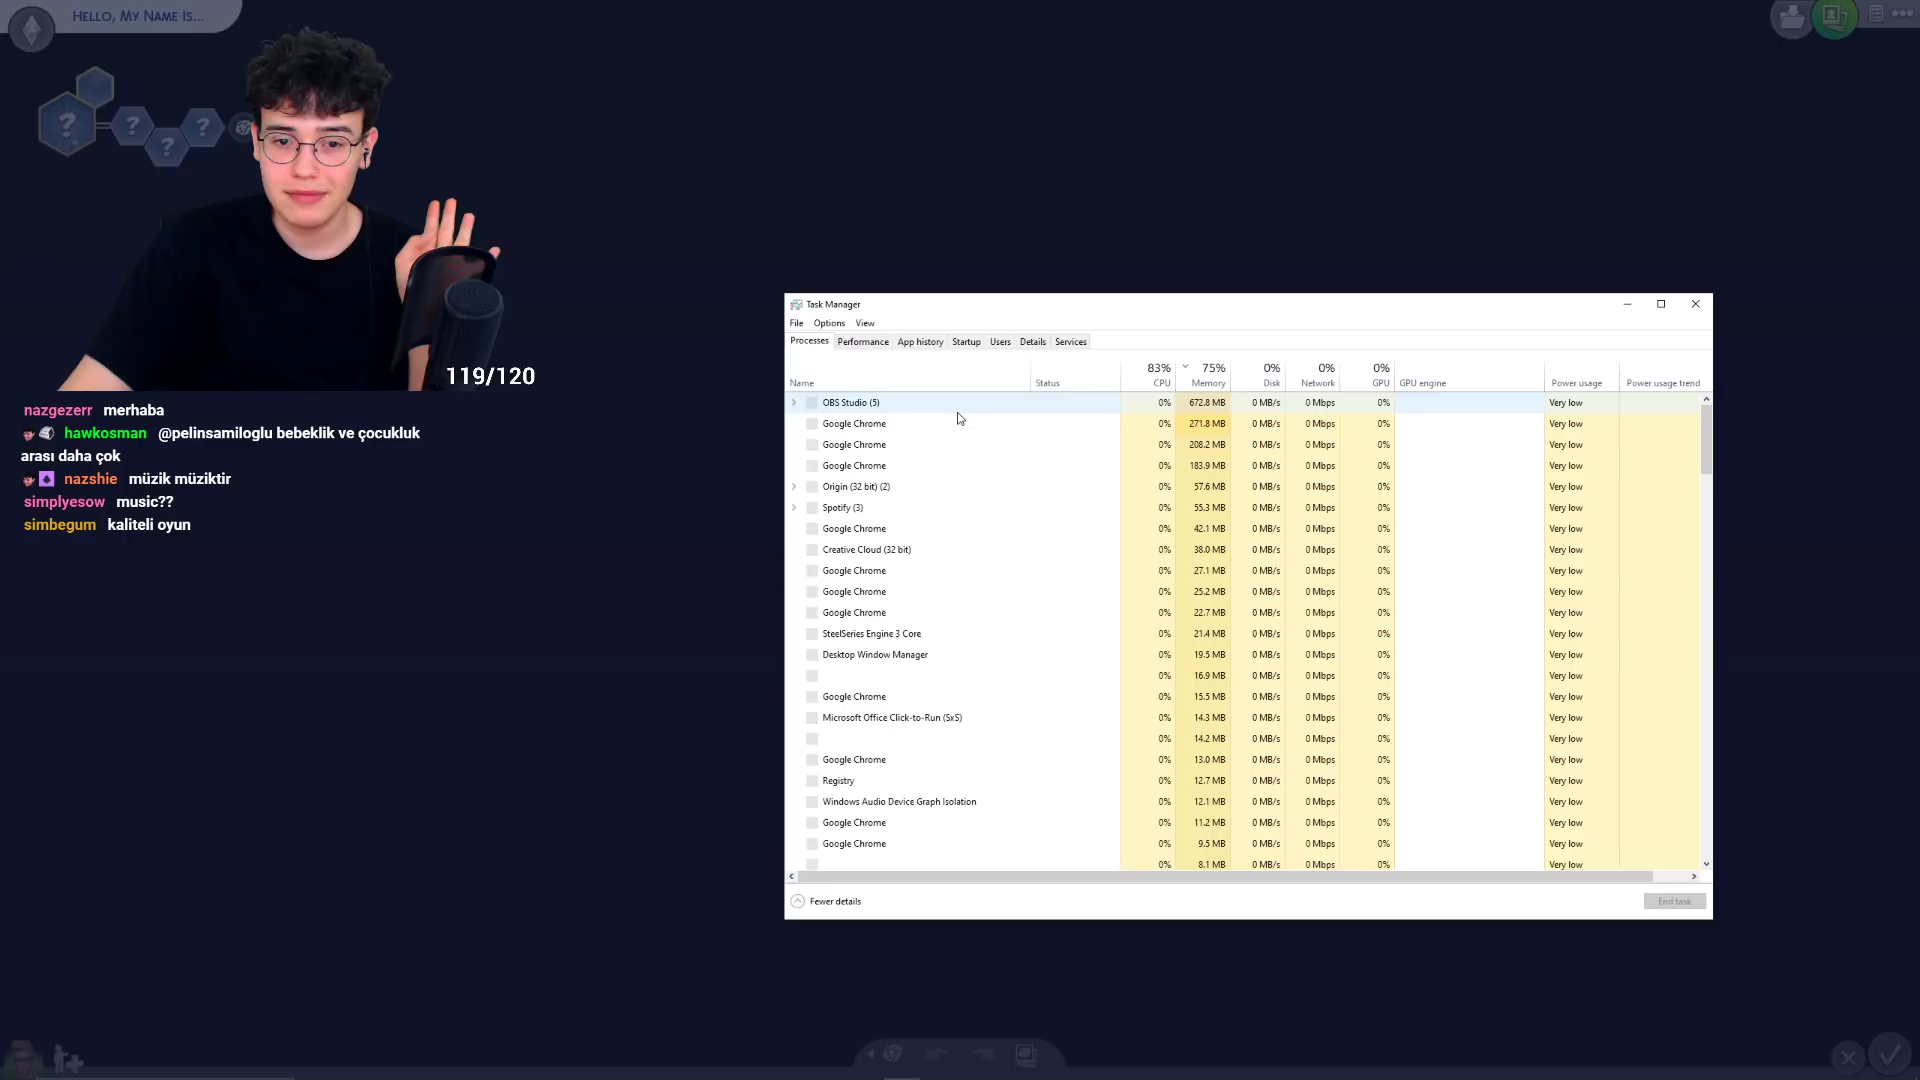 HELLO, MY NAME IS...
? ? ? ?
119/120
nazgezerr merhaba
hawkosman @pelinsamiloglu bebeklik ve çocukluk
arası daha çok
nazshie müzik müziktir
simplyesow music??
simbegum kaliteli oyun
Task Manager
File Options View
Processes Performance App history Startup Users Details Services
83% 75% 0% 0% 0%
Name Status CPU Memory Disk Network GPU GPU engine Power usage Power usage trend
OBS Studio (5) 0% 672.8 MB 0 MB/s 0 Mbps 0% Very low
Google Chrome 0% 271.8 MB 0 MB/s 0 Mbps 0% Very low
Google Chrome 0% 208.2 MB 0 MB/s 0 Mbps 0% Very low
Google Chrome 0% 183.9 MB 0 MB/s 0 Mbps 0% Very low
Origin (32 bit) (2) 0% 57.6 MB 0 MB/s 0 Mbps 0% Very low
Spotify (3) 0% 55.3 MB 0 MB/s 0 Mbps 0% Very low
Google Chrome 0% 42.1 MB 0 MB/s 0 Mbps 0% Very low
Creative Cloud (32 bit) 0% 38.0 MB 0 MB/s 0 Mbps 0% Very low
Google Chrome 0% 27.1 MB 0 MB/s 0 Mbps 0% Very low
Google Chrome 0% 25.2 MB 0 MB/s 0 Mbps 0% Very low
Google Chrome 0% 22.7 MB 0 MB/s 0 Mbps 0% Very low
SteelSeries Engine 3 Core 0% 21.4 MB 0 MB/s 0 Mbps 0% Very low
Desktop Window Manager 0% 19.5 MB 0 MB/s 0 Mbps 0% Very low
0% 16.9 MB 0 MB/s 0 Mbps 0% Very low
Google Chrome 0% 15.5 MB 0 MB/s 0 Mbps 0% Very low
Microsoft Office Click-to-Run (SxS) 0% 14.3 MB 0 MB/s 0 Mbps 0% Very low
0% 14.2 MB 0 MB/s 0 Mbps 0% Very low
Google Chrome 0% 13.0 MB 0 MB/s 0 Mbps 0% Very low
Registry 0% 12.7 MB 0 MB/s 0 Mbps 0% Very low
Windows Audio Device Graph Isolation 0% 12.1 MB 0 MB/s 0 Mbps 0% Very low
Google Chrome 0% 11.2 MB 0 MB/s 0 Mbps 0% Very low
Google Chrome 0% 9.5 MB 0 MB/s 0 Mbps 0% Very low
0% 8.1 MB 0 MB/s 0 Mbps 0% Very low
Fewer details
End task